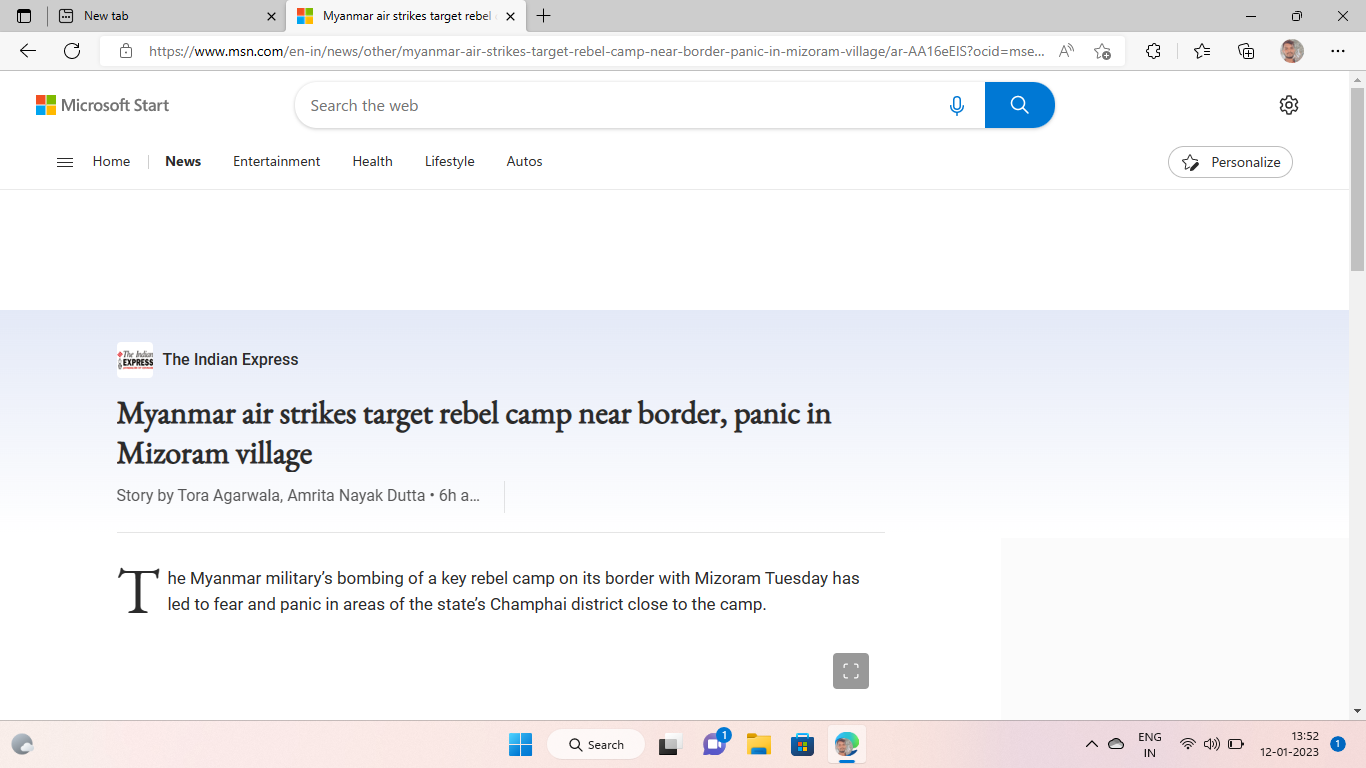 New tab
Myanmar air strikes target rebel
https://www.msn.com/en-in/news/other/myanmar-air-strikes-target-rebel-camp-near-border-panic-in-mizoram-village/ar-AA16eEIS?ocid=mse...
Microsoft Start
Search the web
Home
News
Entertainment
Health
Lifestyle
Autos
Personalize
The Indian EXPRESS
The Indian Express
Myanmar air strikes target rebel camp near border, panic in
Mizoram village
Story by Tora Agarwala, Amrita Nayak Dutta • 6h a...
The Myanmar military’s bombing of a key rebel camp on its border with Mizoram Tuesday has
led to fear and panic in areas of the state’s Champhai district close to the camp.
Search
1
ENG
IN
13:52
12-01-2023
1